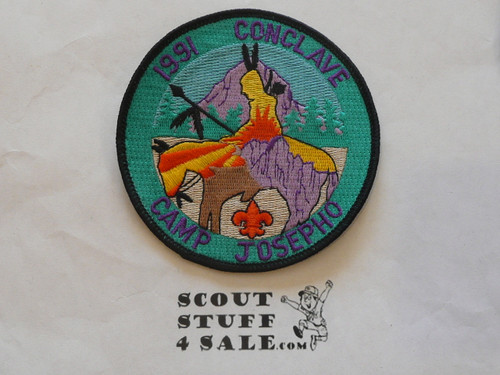 1991 CONCLAVE
CAMP JOSEPHO
SCOUT
STUFF
4 SALE.COM